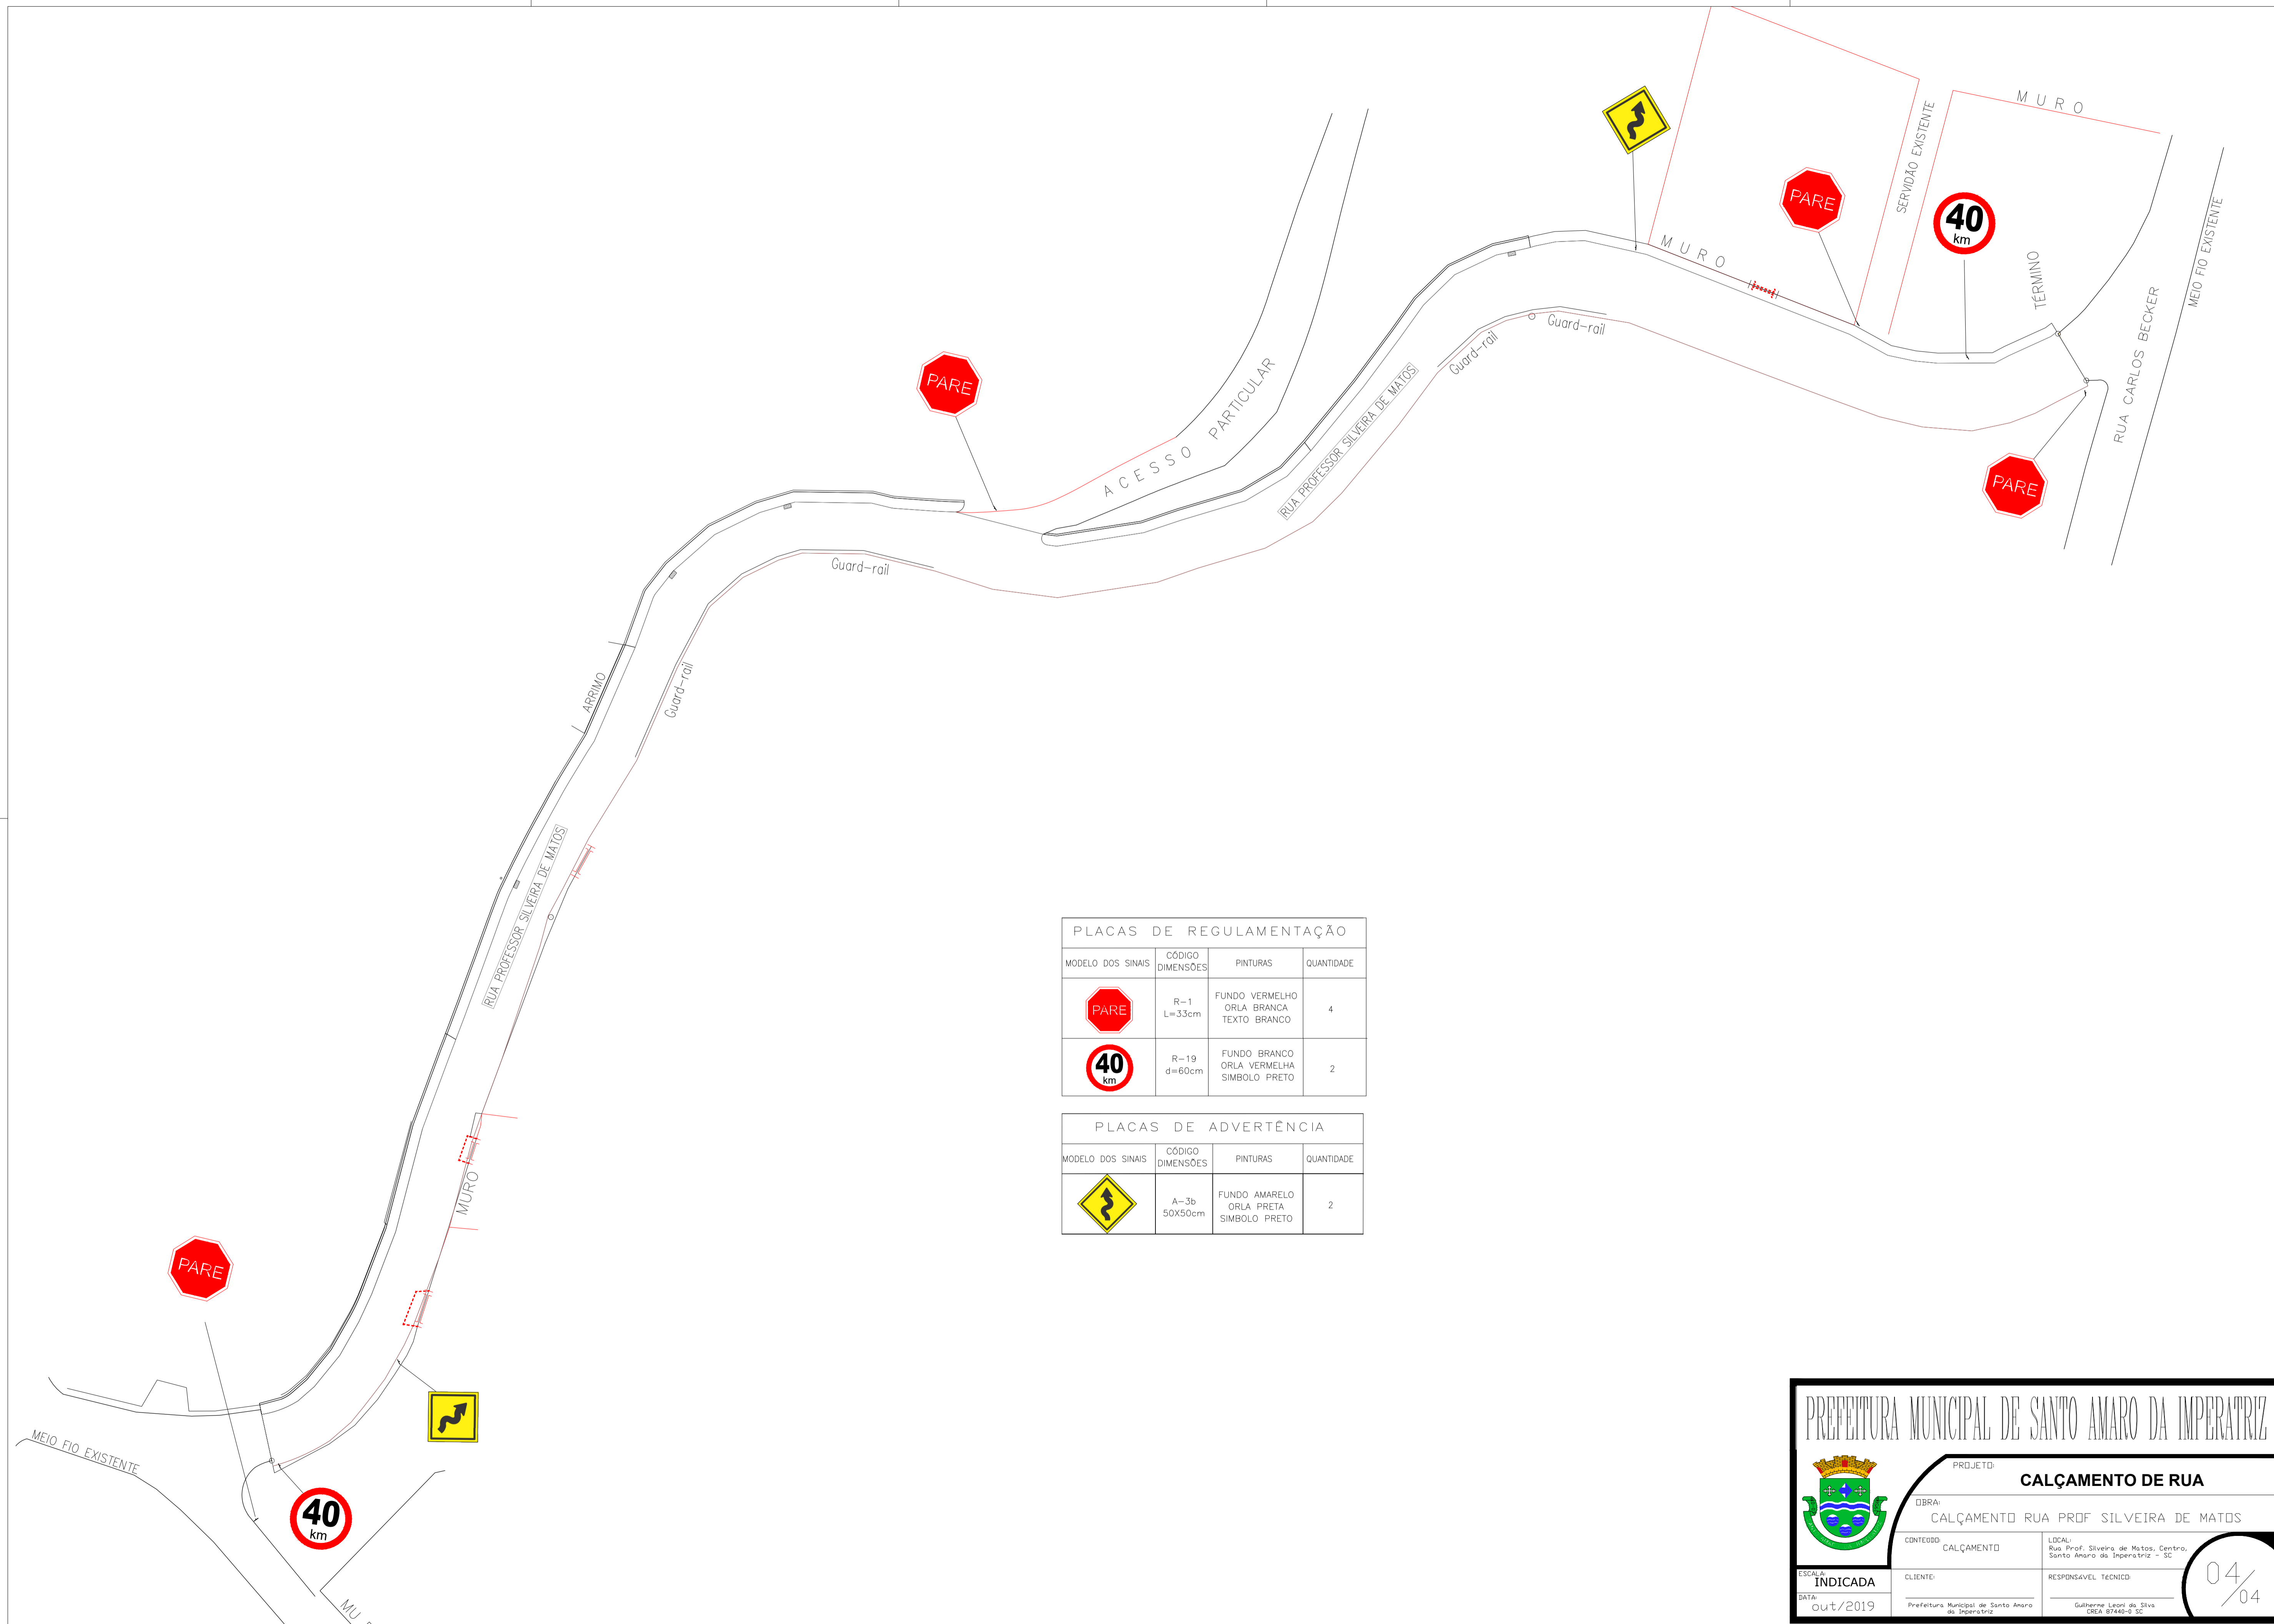 MURO
SERVIDÃO EXISTENTE
PARE
40
km
MURO
TÉRMINO
MEIO FIO EXISTENTE
RUA CARLOS BECKER
Guard-rail
Guard-rail
PARE
ACESSO PARTICULAR
RUA PROFESSOR SILVEIRA DE MATOS
PARE
Guard-rail
ARRIMO
Guard-rail
RUA PROFESSOR SILVEIRA DE MATOS
MURO
PARE
MEIO FIO EXISTENTE
40
km
PLACAS DE REGULAMENTAÇÃO
MODELO DOS SINAIS
CÓDIGO
DIMENSÕES
PINTURAS
QUANTIDADE
PARE
R-1
L=33cm
FUNDO VERMELHO
ORLA BRANCA
TEXTO BRANCO
4
40
km
R-19
d=60cm
FUNDO BRANCO
ORLA VERMELHA
SIMBOLO PRETO
2
PLACAS DE ADVERTÊNCIA
MODELO DOS SINAIS
CÓDIGO
DIMENSÕES
PINTURAS
QUANTIDADE
A-3b
50X50cm
FUNDO AMARELO
ORLA PRETA
SIMBOLO PRETO
2
PREFEITURA MUNICIPAL DE SANTO AMARO DA IMPERATRIZ
PROJETO:
CALÇAMENTO DE RUA
OBRA:
CALÇAMENTO RUA PROF SILVEIRA DE MATOS
CONTEÚDO:
CALÇAMENTO
LOCAL:
Rua Prof. Silveira de Matos, Centro,
Santo Amaro da Imperatriz - SC
ESCALA:
INDICADA
DATA:
out/2019
CLIENTE:
Prefeitura Municipal de Santo Amaro
da Imperatriz
RESPONSÁVEL TÉCNICO:
Guilherme Leoni da Silva
CREA 87440-0 SC
04/04